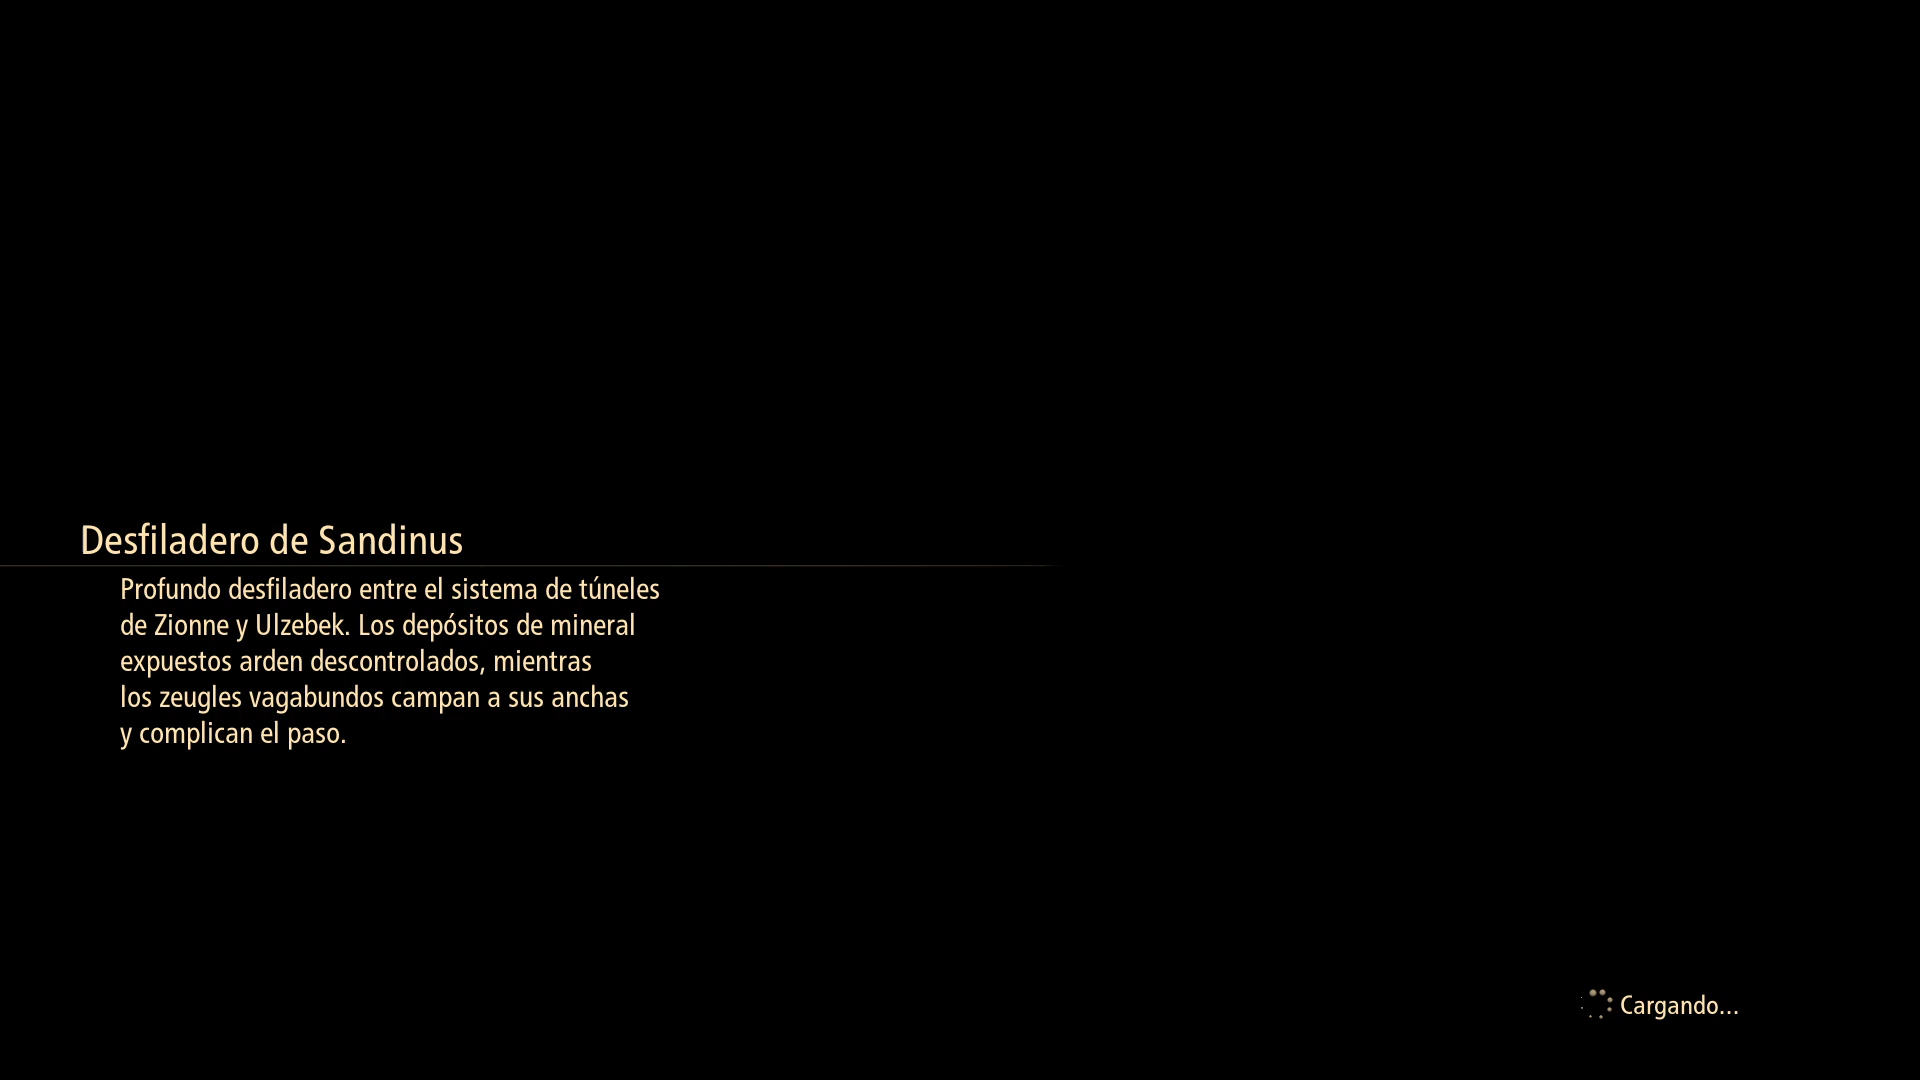 Desfiladero de Sandinus
Profundo desfiladero entre el sistema de túneles
de Zionne y Ulzebek. Los depósitos de mineral
expuestos arden descontrolados, mientras
los zeugles vagabundos campan a sus anchas
y complican el paso.
Cargando...